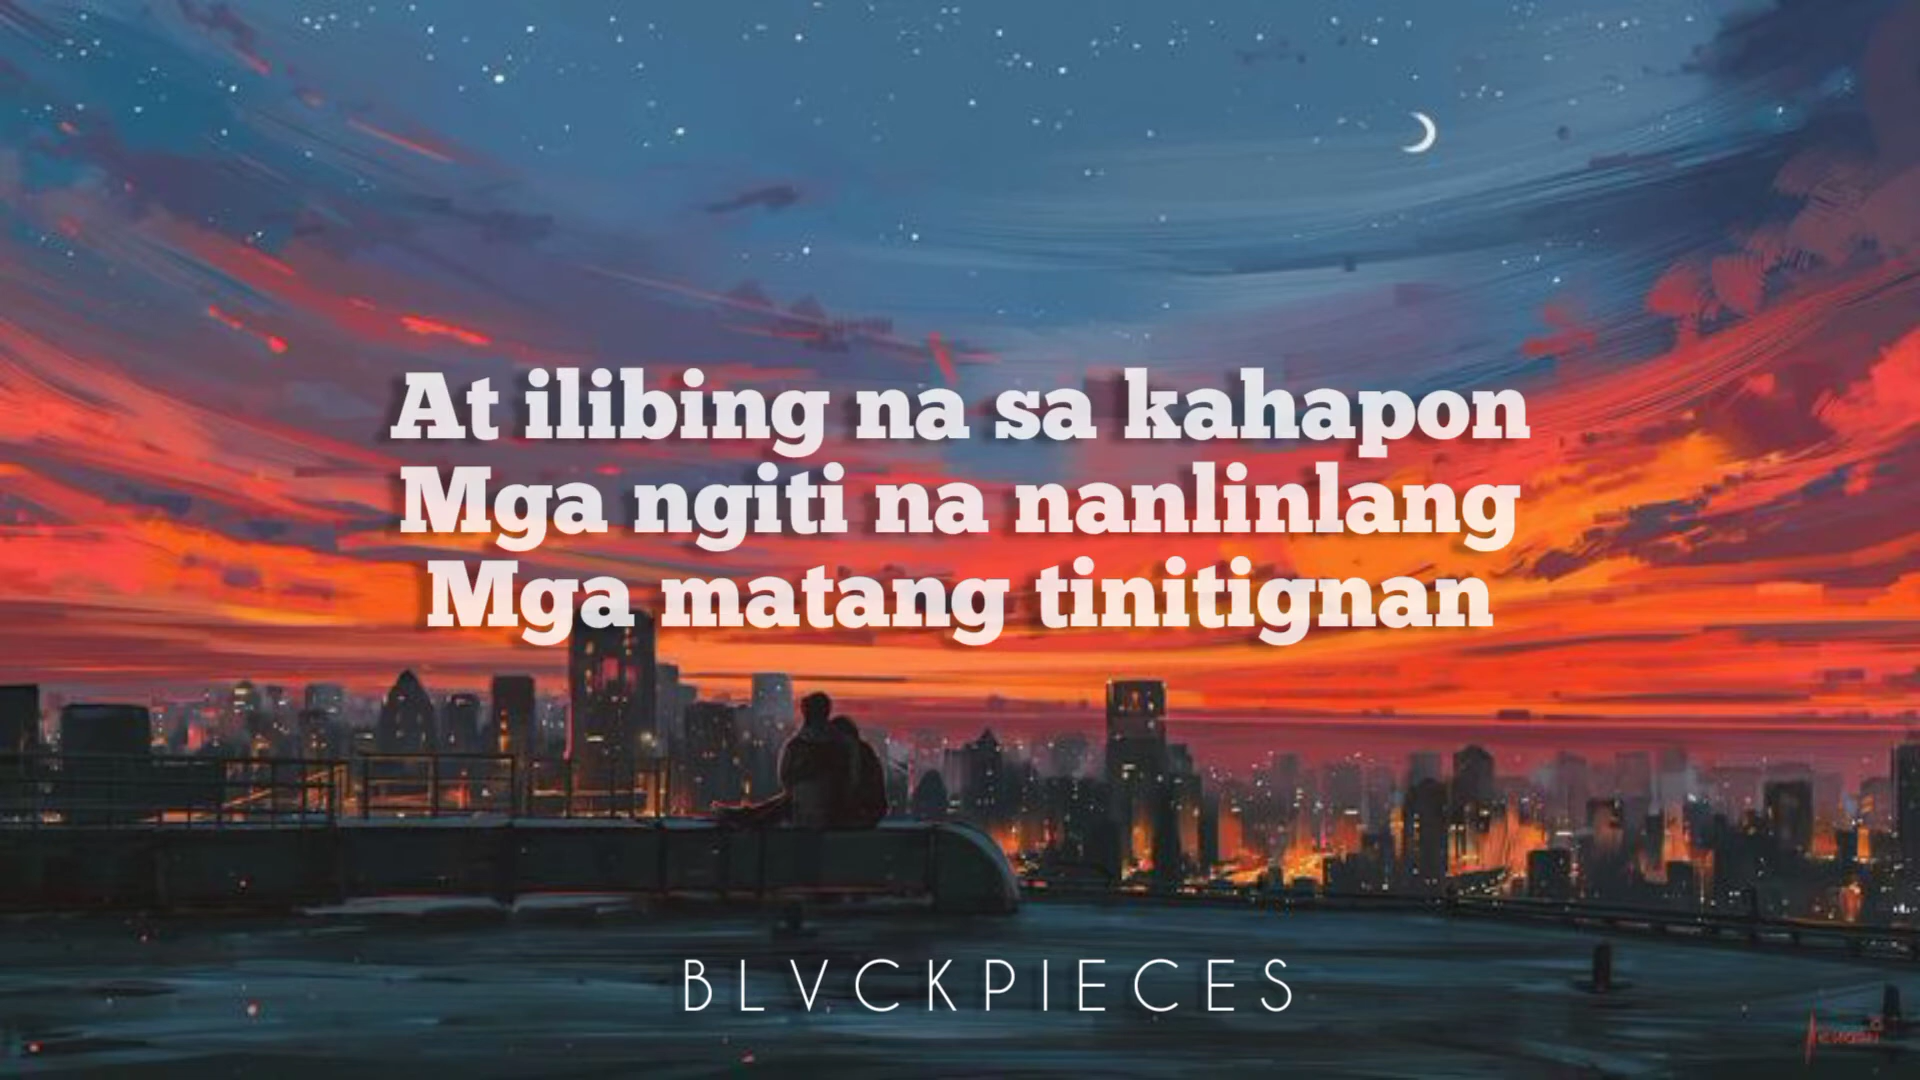 At ilibing na sa kahapon
Mga ngiti na nanlinlang
Mga matang tinitignan
BLVCKPIECES